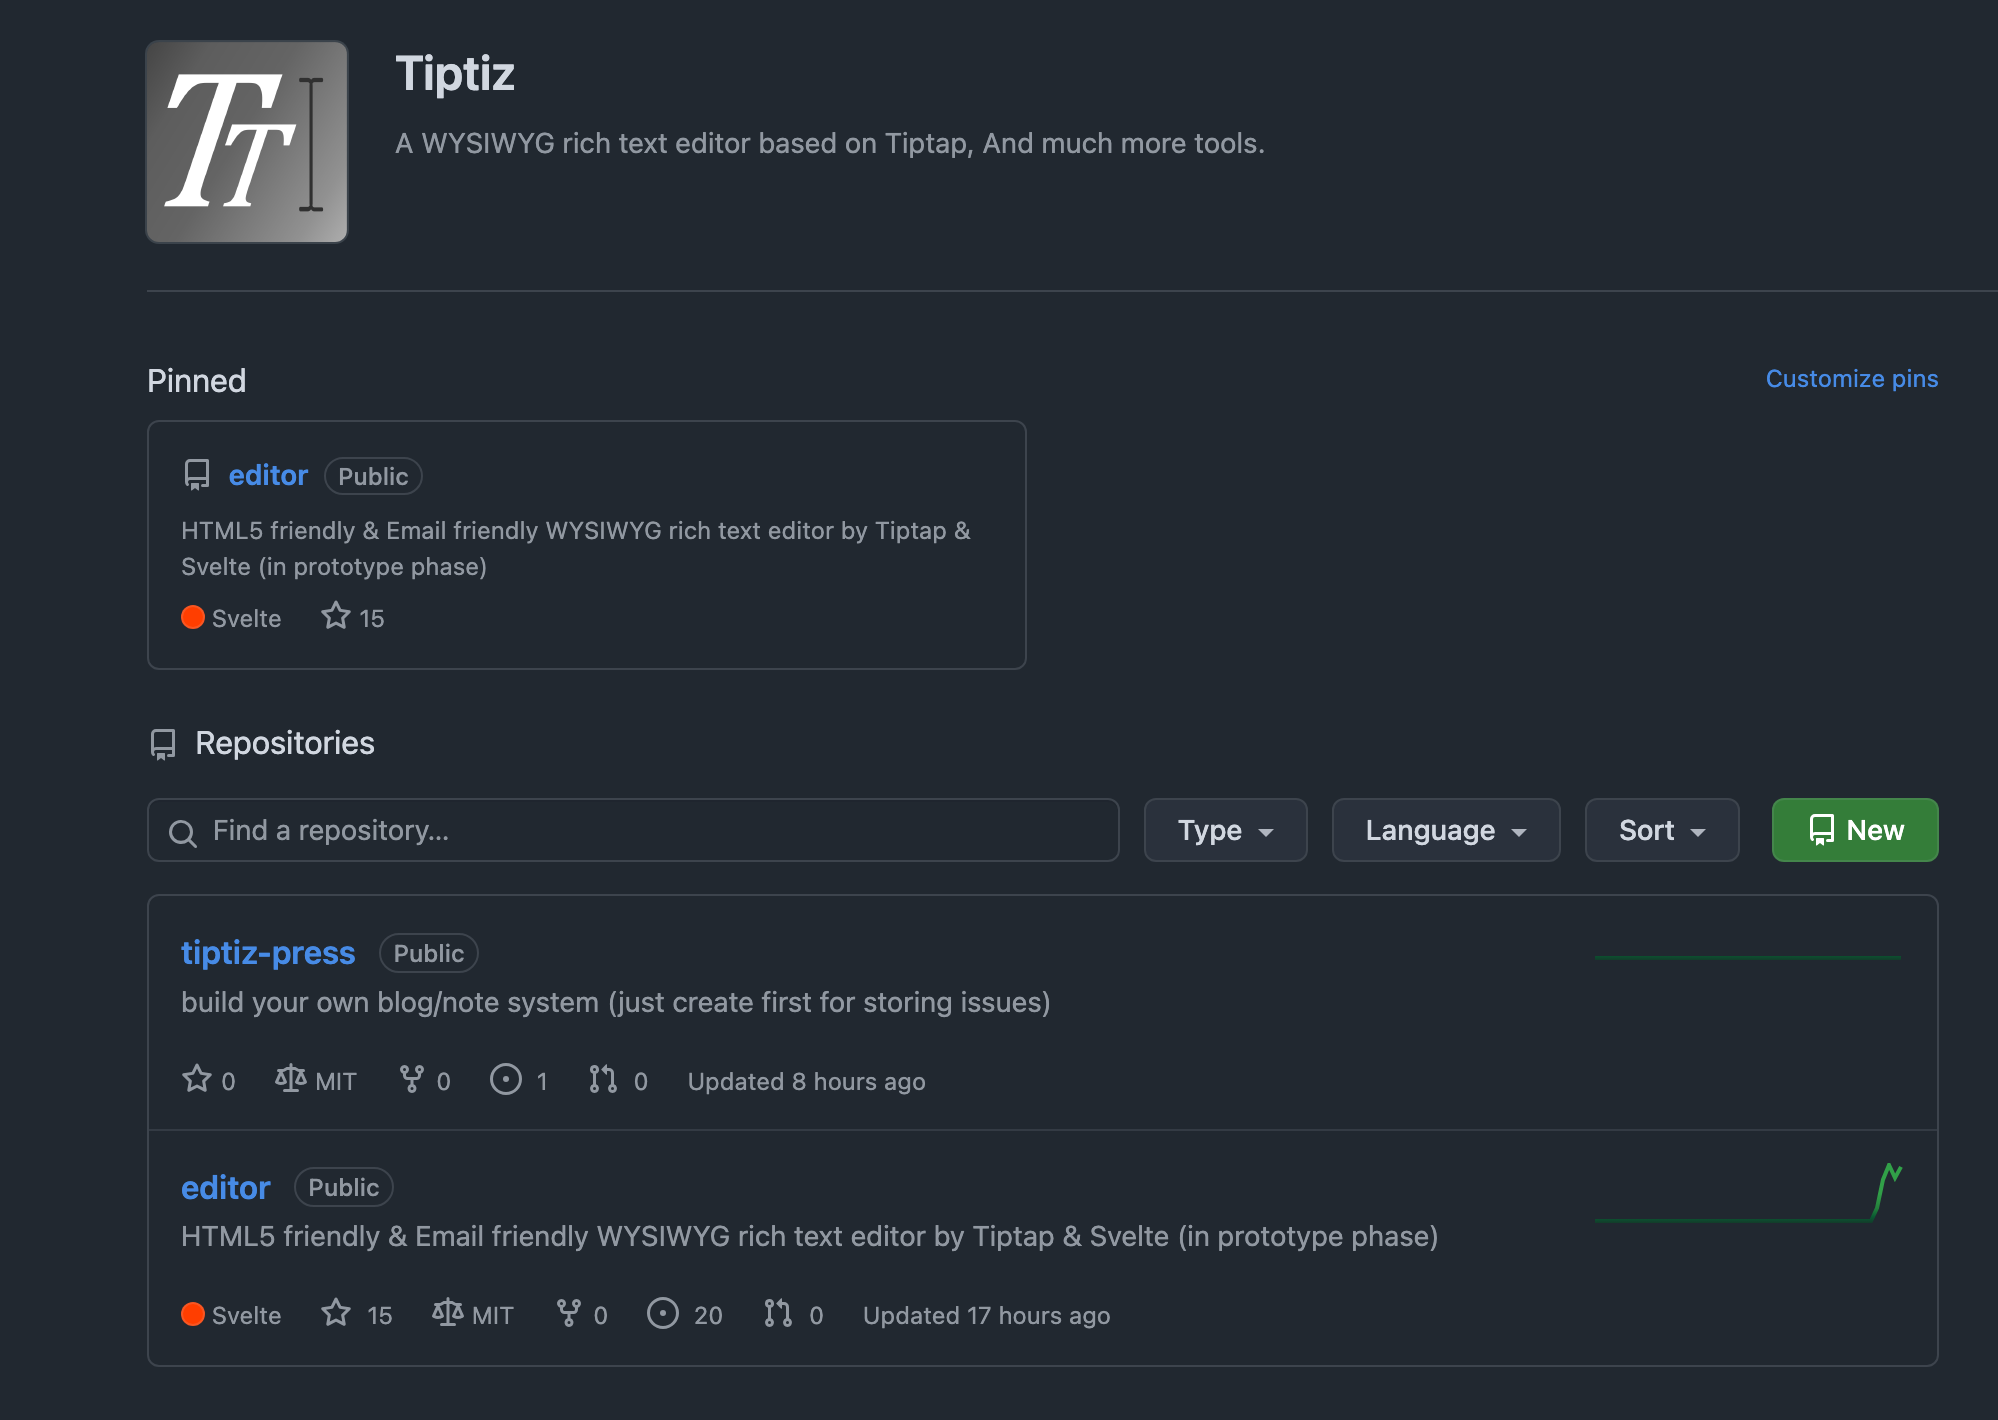 TT
Tiptiz
A WYSIWYG rich text editor based on Tiptap, And much more tools.
Pinned
Customize pins
editor Public
HTML5 friendly & Email friendly WYSIWYG rich text editor by Tiptap &
Svelte (in prototype phase)
Svelte 15
Repositories
Find a repository...
Type Language Sort New
tiptiz-press Public
build your own blog/note system (just create first for storing issues)
0 MIT 0 1 0 Updated 8 hours ago
editor Public
HTML5 friendly & Email friendly WYSIWYG rich text editor by Tiptap & Svelte (in prototype phase)
Svelte 15 MIT 0 20 0 Updated 17 hours ago